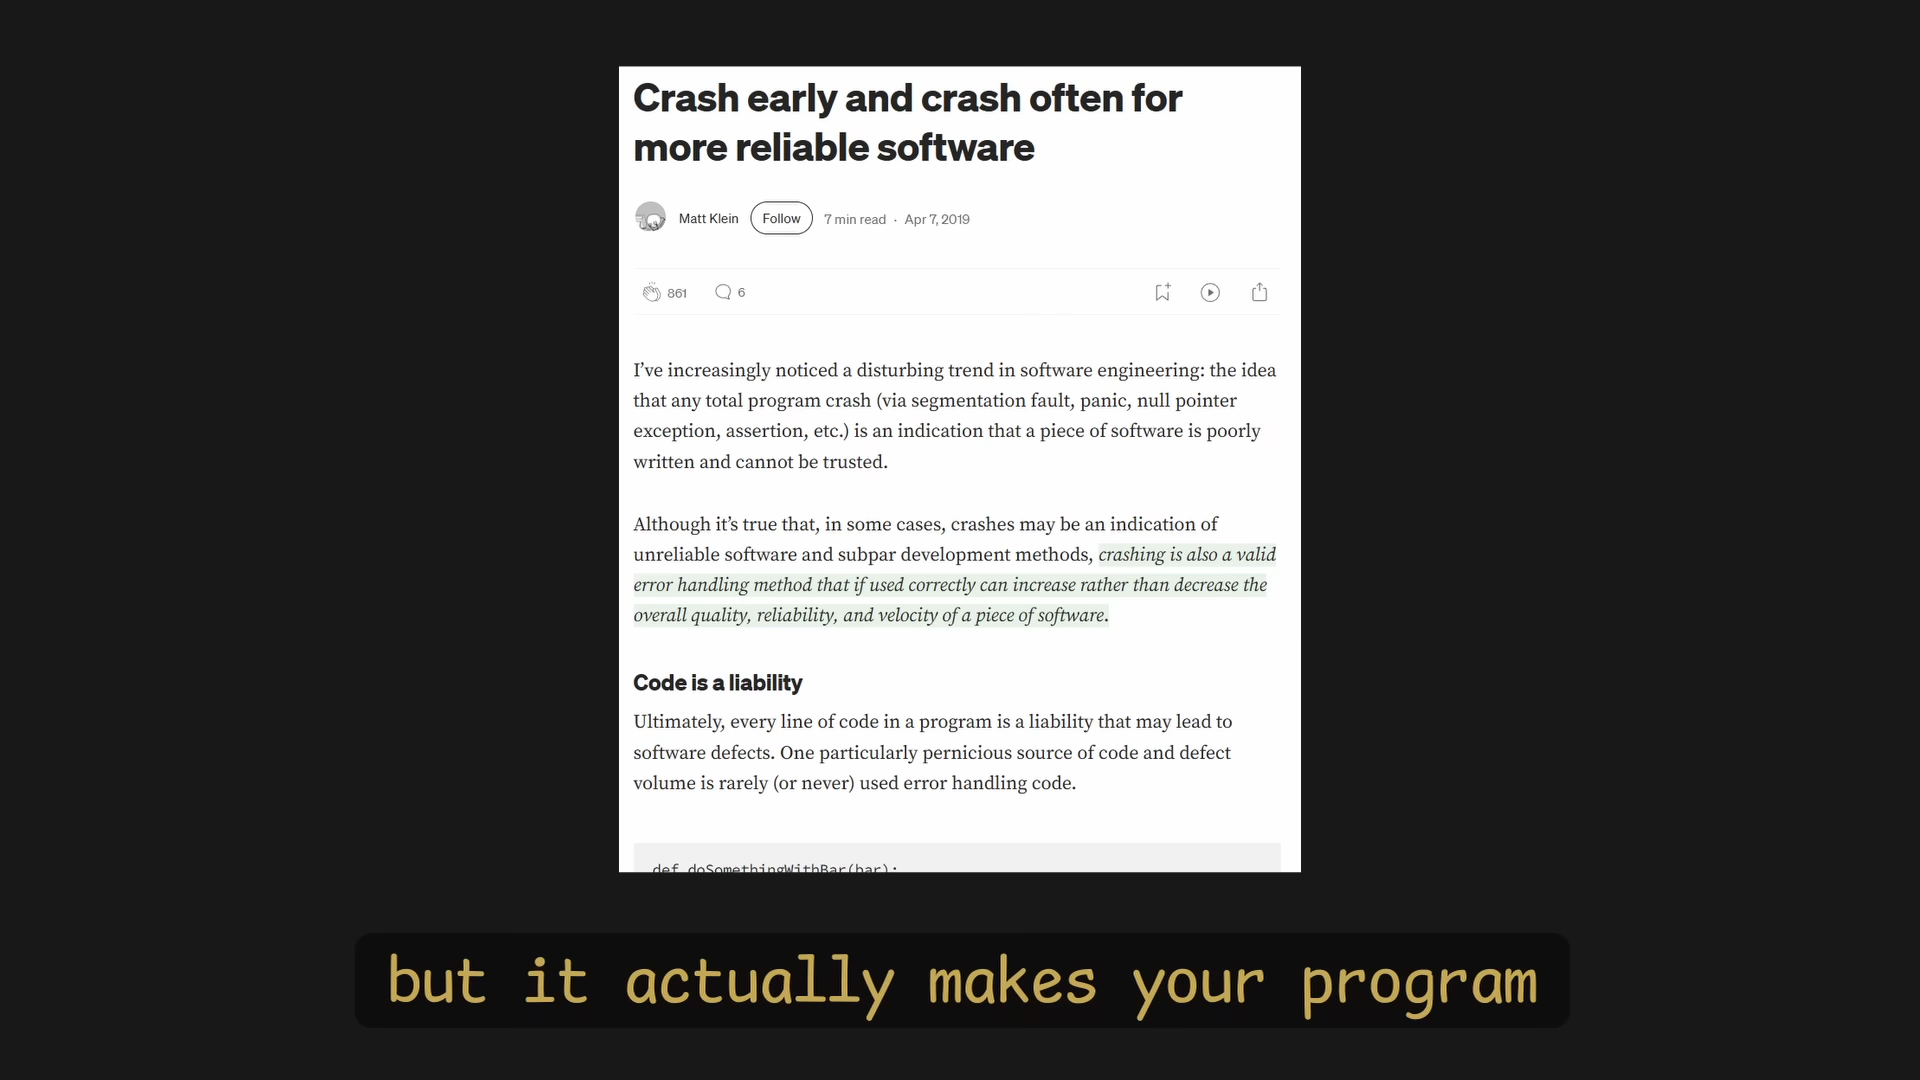 Crash early and crash often for
more reliable software
Matt Klein Follow 7 min read · Apr 7, 2019
861 6
I’ve increasingly noticed a disturbing trend in software engineering: the idea
that any total program crash (via segmentation fault, panic, null pointer
exception, assertion, etc.) is an indication that a piece of software is poorly
written and cannot be trusted.
Although it’s true that, in some cases, crashes may be an indication of
unreliable software and subpar development methods, crashing is also a valid
error handling method that if used correctly can increase rather than decrease the
overall quality, reliability, and velocity of a piece of software.
Code is a liability
Ultimately, every line of code in a program is a liability that may lead to
software defects. One particularly pernicious source of code and defect
volume is rarely (or never) used error handling code.
def doSomethingWithBar(bar):
but it actually makes your program